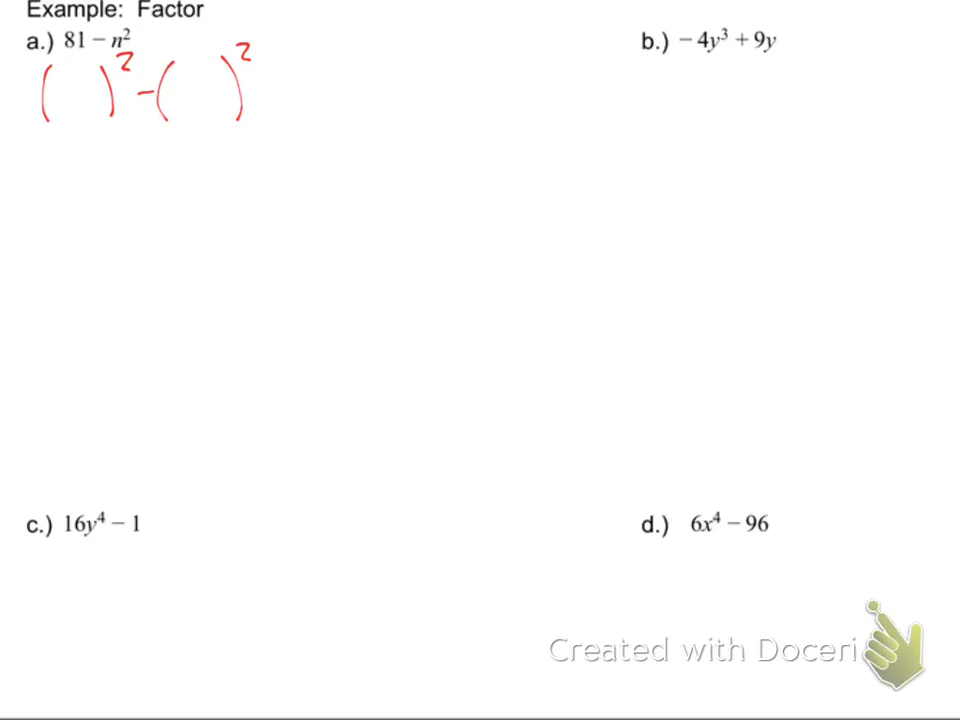 Example: Factor
a.) 81 − n²
b.) − 4y³ + 9y
( )² − ( )²
c.) 16y⁴ − 1
d.) 6x⁴ − 96
Created with Doceri